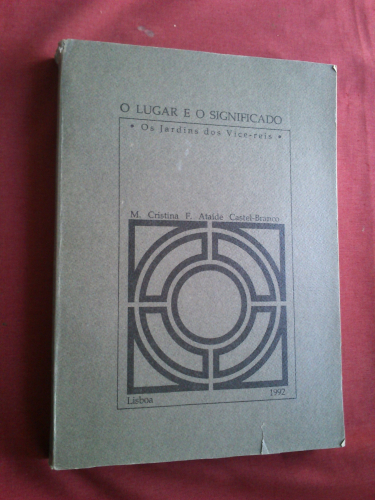 O LUGAR E O SIGNIFICADO
• Os Jardins dos Vice-reis •
M. Cristina F. Ataíde Castel-Branco
Lisboa 1992